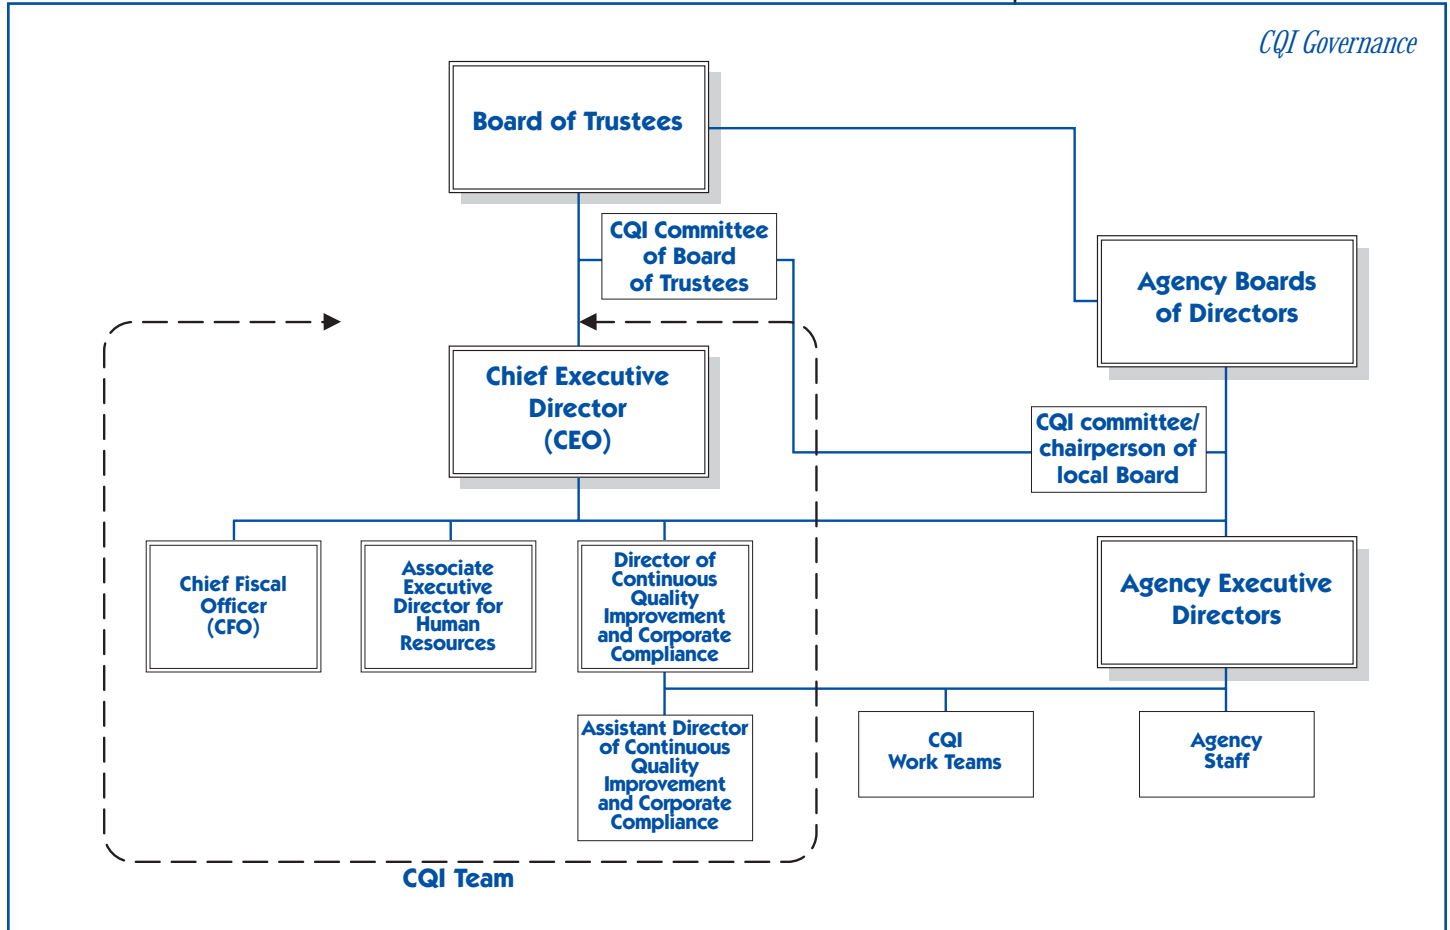 CQI Governance
Board of Trustees
CQI Committee
of Board
of Trustees
Agency Boards
of Directors
Chief Executive
Director
(CEO)
CQI committee/
chairperson of
local Board
Chief Fiscal
Officer
(CFO)
Associate
Executive
Director for
Human
Resources
Director of
Continuous
Quality
Improvement
and Corporate
Compliance
Agency Executive
Directors
Assistant Director
of Continuous
Quality
Improvement
and Corporate
Compliance
CQI
Work Teams
Agency
Staff
CQI Team